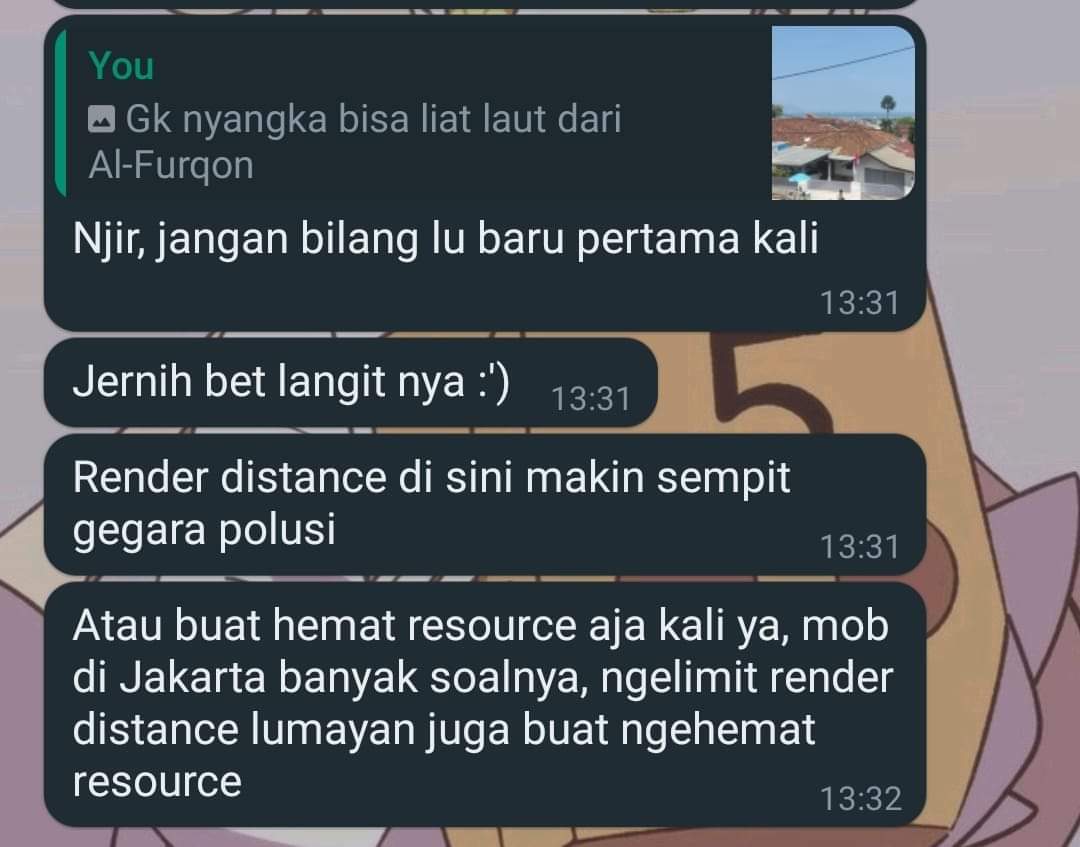 You
Gk nyangka bisa liat laut dari
Al-Furqon
Njir, jangan bilang lu baru pertama kali
13:31
Jernih bet langit nya :') 13:31
Render distance di sini makin sempit
gegara polusi
13:31
5
Atau buat hemat resource aja kali ya, mob
di Jakarta banyak soalnya, ngelimit render
distance lumayan juga buat ngehemat
resource
13:32